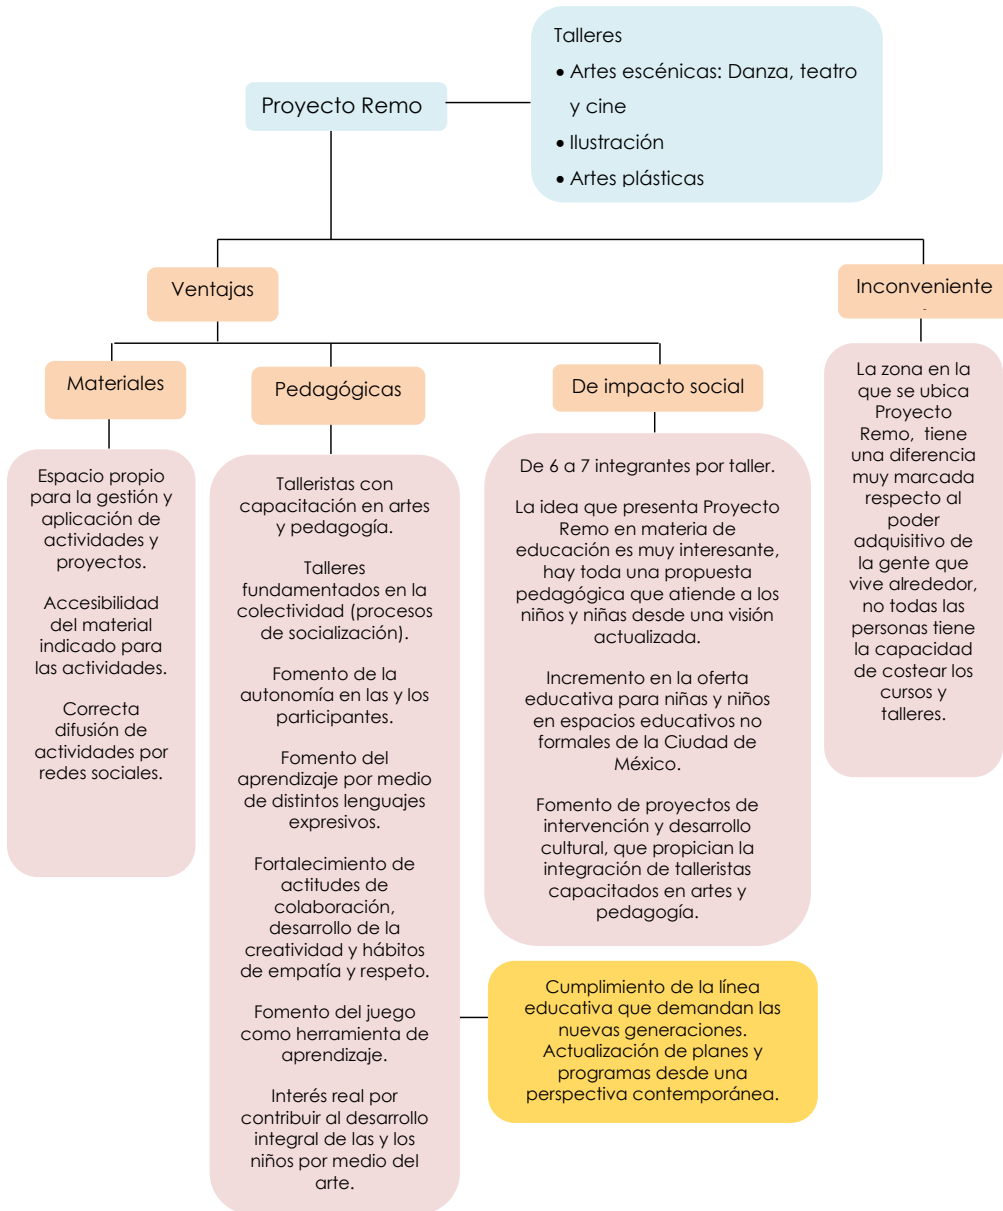 Talleres
• Artes escénicas: Danza, teatro
y cine
• Ilustración
• Artes plásticas
Proyecto Remo
Ventajas
Inconveniente
Materiales
Pedagógicas
De impacto social
Espacio propio
para la gestión y
aplicación de
actividades y
proyectos.
Accesibilidad
del material
indicado para
las actividades.
Correcta
difusión de
actividades por
redes sociales.
Talleristas con
capacitación en artes
y pedagogía.
Talleres
fundamentados en la
colectividad (procesos
de socialización).
Fomento de la
autonomía en las y los
participantes.
Fomento del
aprendizaje por medio
de distintos lenguajes
expresivos.
Fortalecimiento de
actitudes de
colaboración,
desarrollo de la
creatividad y hábitos
de empatía y respeto.
Fomento del juego
como herramienta de
aprendizaje.
Interés real por
contribuir al desarrollo
integral de las y los
niños por medio del
arte.
De 6 a 7 integrantes por taller.
La idea que presenta Proyecto
Remo en materia de
educación es muy interesante,
hay toda una propuesta
pedagógica que atiende a los
niños y niñas desde una visión
actualizada.
Incremento en la oferta
educativa para niñas y niños
en espacios educativos no
formales de la Ciudad de
México.
Fomento de proyectos de
intervención y desarrollo
cultural, que propician la
integración de talleristas
capacitados en artes y
pedagogía.
Cumplimiento de la línea
educativa que demandan las
nuevas generaciones.
Actualización de planes y
programas desde una
perspectiva contemporánea.
La zona en la
que se ubica
Proyecto
Remo, tiene
una diferencia
muy marcada
respecto al
poder
adquisitivo de
la gente que
vive alrededor,
no todas las
personas tiene
la capacidad
de costear los
cursos y
talleres.